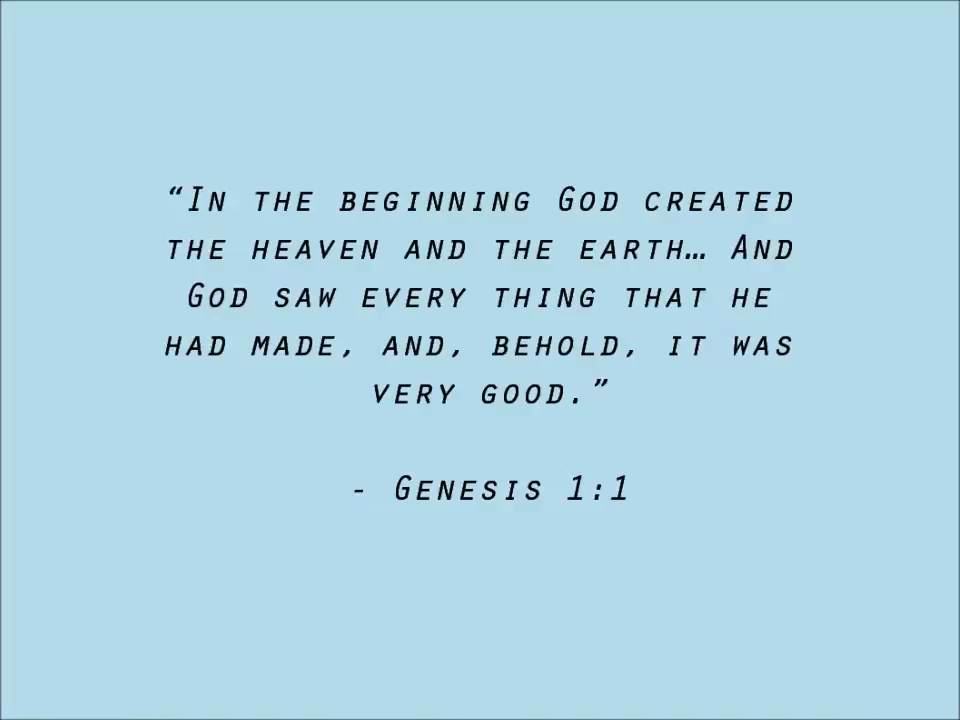 “In the beginning God created
the heaven and the earth… And
God saw every thing that he
had made, and, behold, it was
very good.”
- Genesis 1:1